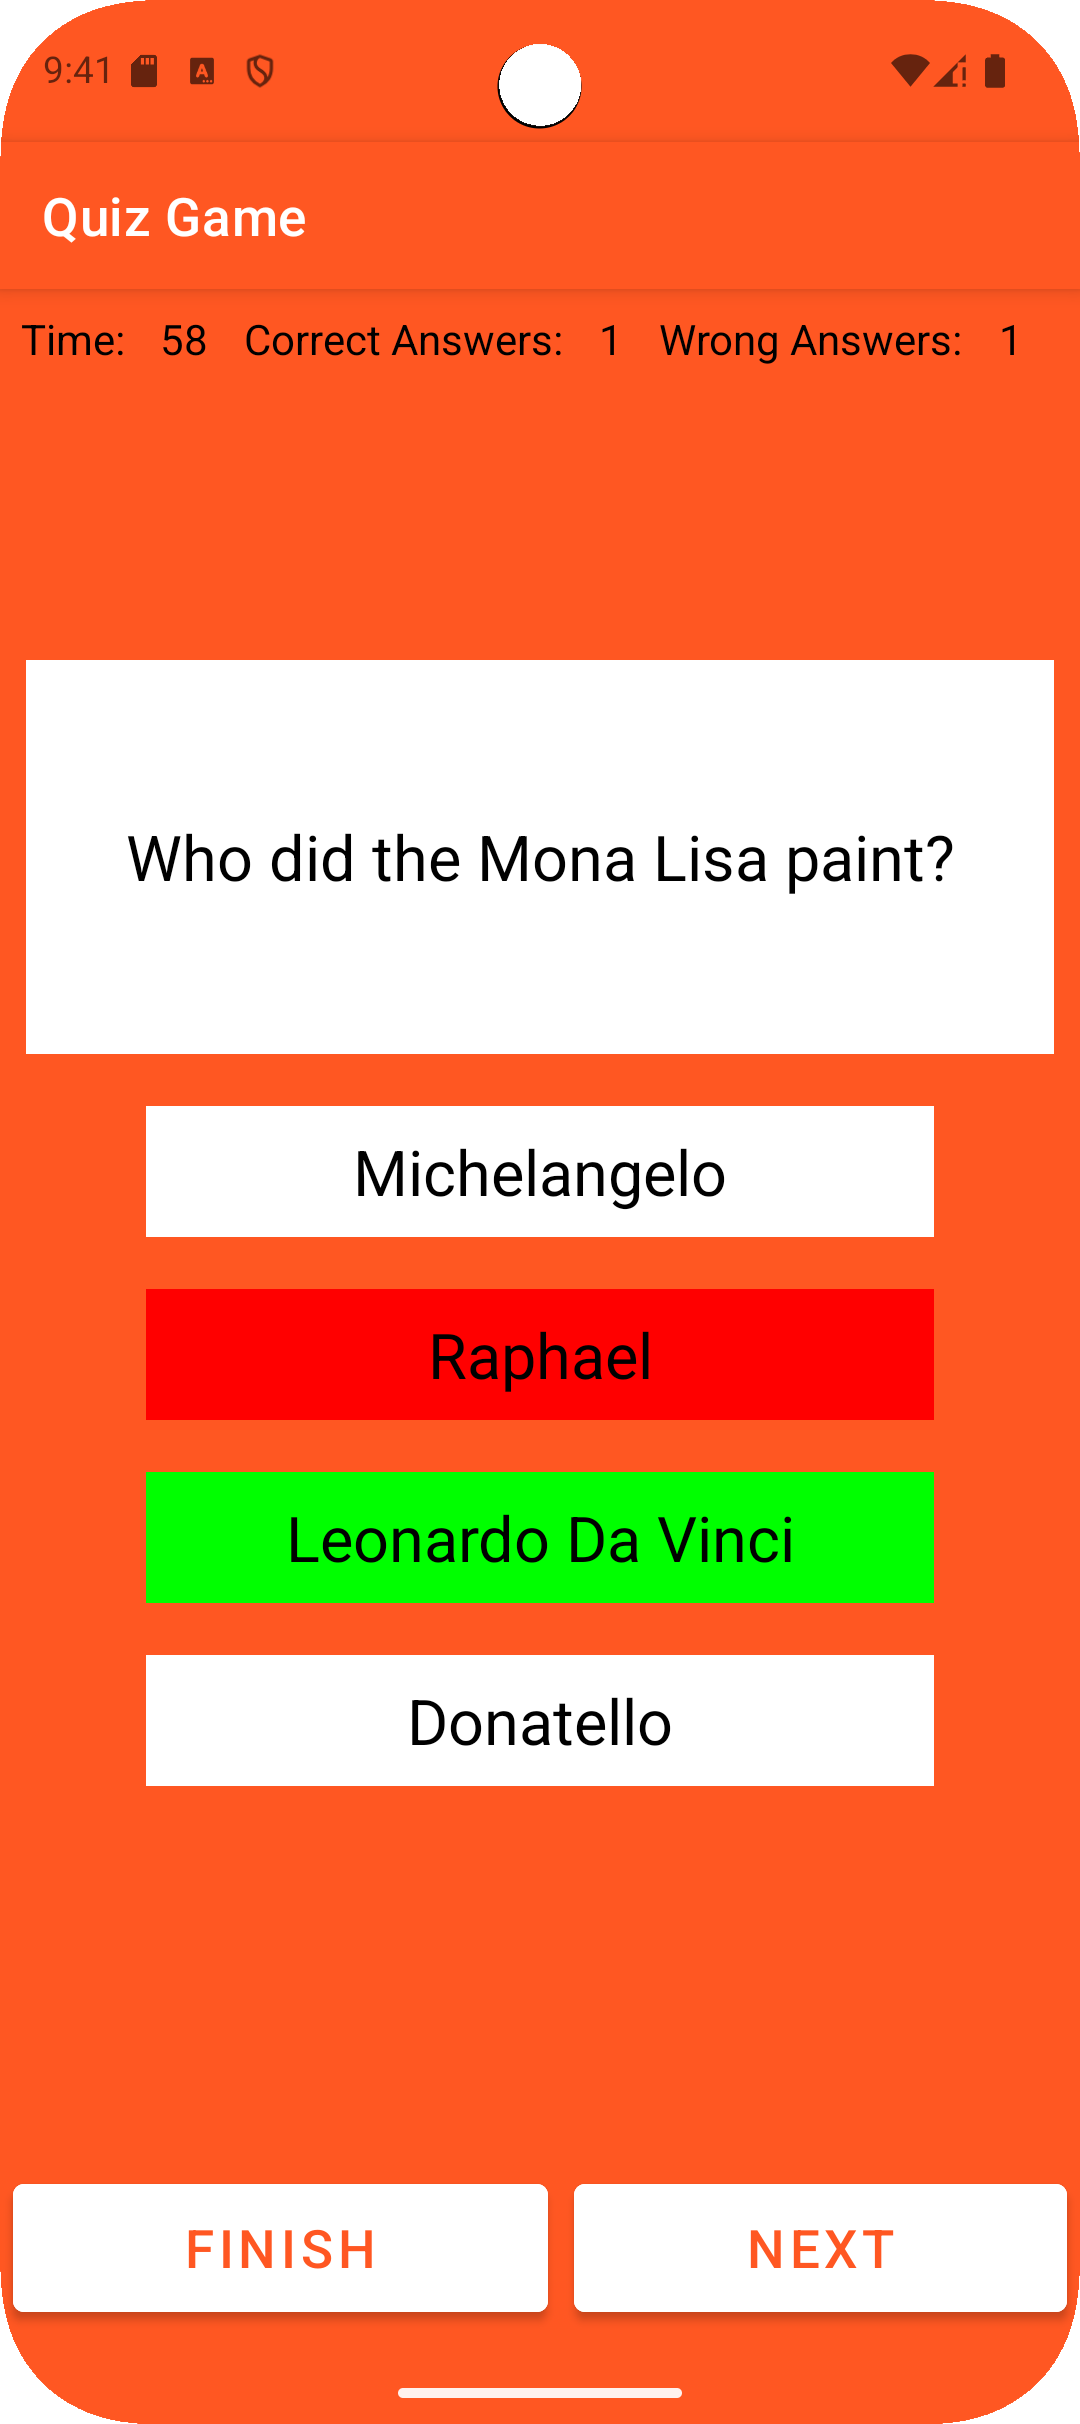 9:41
Quiz Game
Time: 58 Correct Answers: 1 Wrong Answers: 1
Who did the Mona Lisa paint?
Michelangelo
Raphael
Leonardo Da Vinci
Donatello
FINISH NEXT